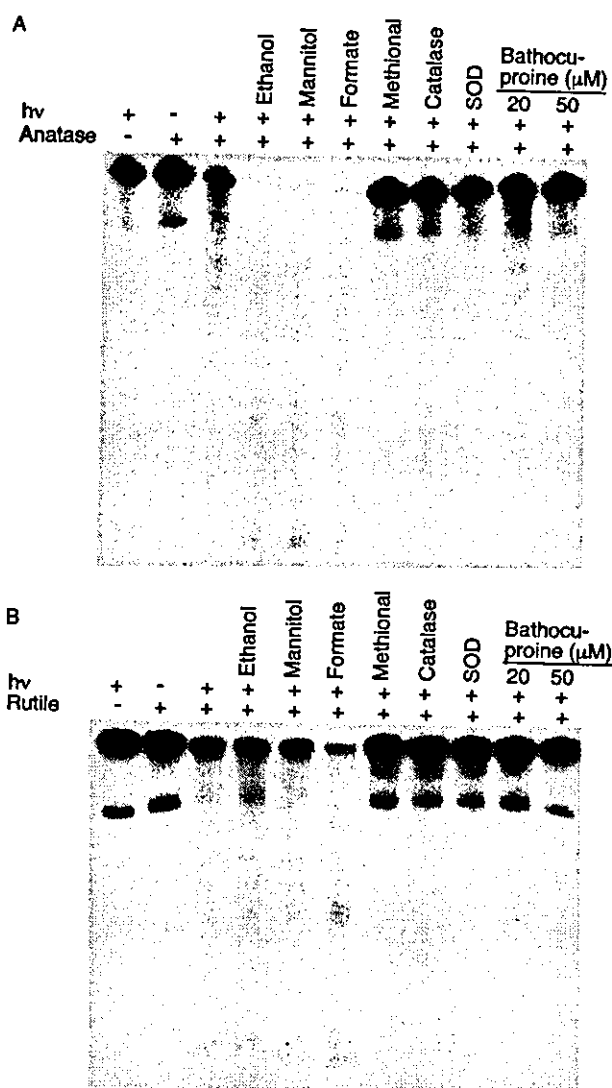 A
Ethanol
Mannitol
Formate
Methional
Catalase
SOD
Bathocu-
proine (μM)
20 50
hν + - + + + + + + + + +
Anatase - + + + + + + + + + +
B
Ethanol
Mannitol
Formate
Methional
Catalase
SOD
Bathocu-
proine (μM)
20 50
hν + - + + + + + + + + +
Rutile - + + + + + + + + + +